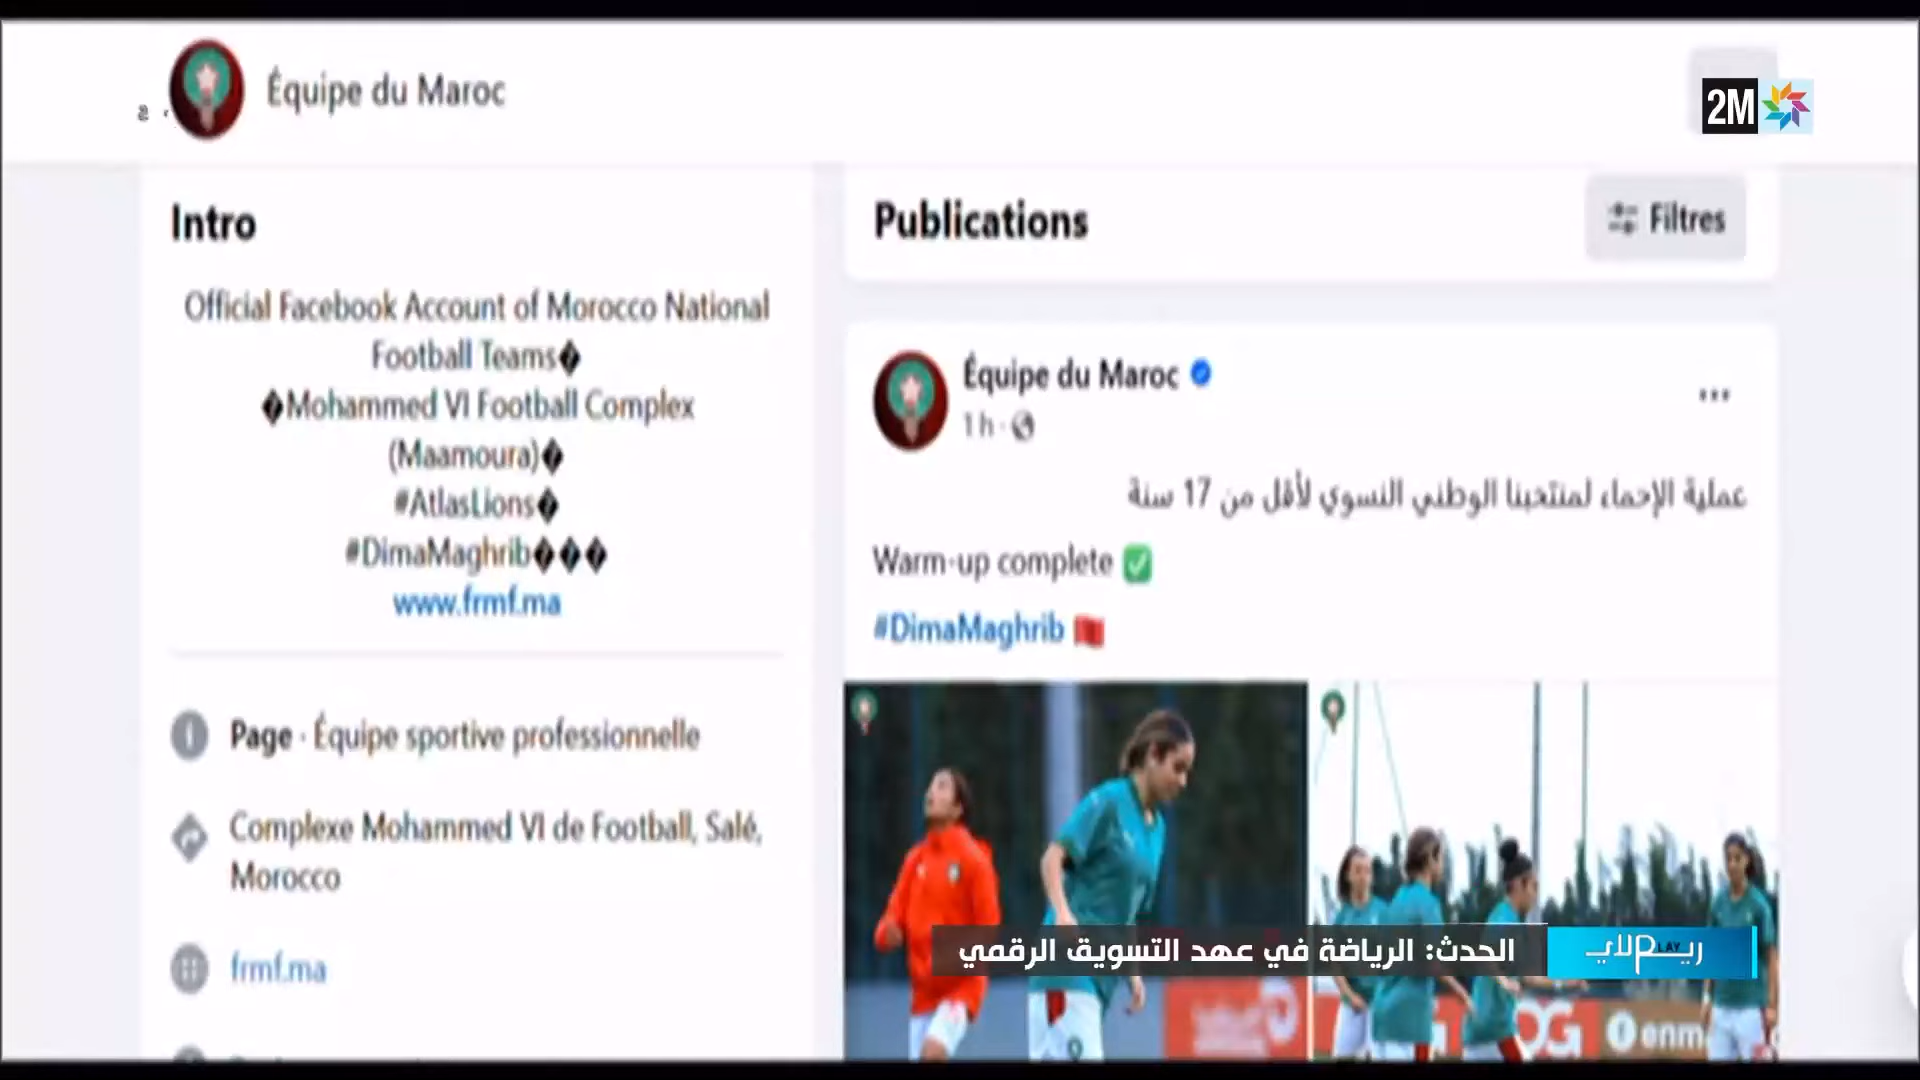 Équipe du Maroc
2M
Intro
Official Facebook Account of Morocco National
Football Teams�
�Mohammed VI Football Complex
(Maamoura)�
#AtlasLions�
#DimaMaghrib���
www.frmf.ma
Page · Équipe sportive professionnelle
Complexe Mohammed VI de Football, Salé,
Morocco
frmf.ma
Publications
Filtres
Équipe du Maroc
1 h
عملية الإحماء لمنتخبنا الوطني النسوي لأقل من 17 سنة
Warm-up complete ✅
#DimaMaghrib 🇲🇦
الحدث: الرياضة في عهد التسويق الرقمي